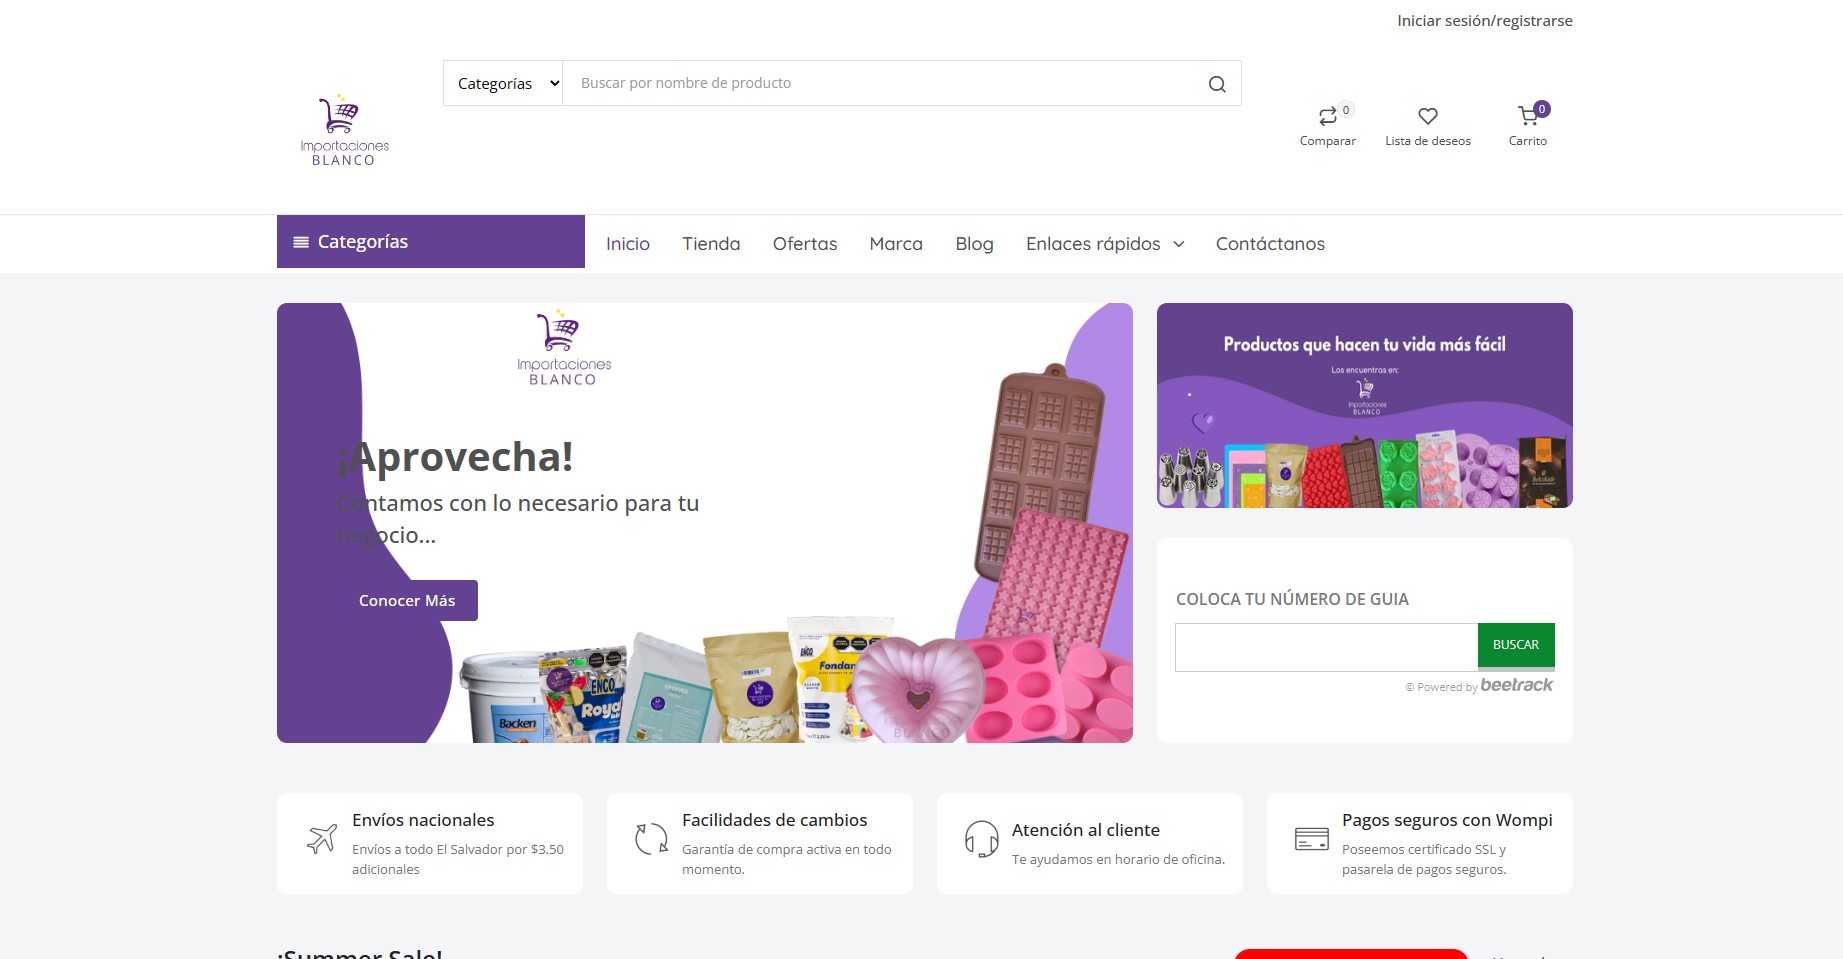 Iniciar sesión/registrarse
Categorías
Buscar por nombre de producto
Importaciones
BLANCO
0
Comparar
Lista de deseos
0
Carrito
Categorías
Inicio
Tienda
Ofertas
Marca
Blog
Enlaces rápidos
Contáctanos
Importaciones
BLANCO
¡Aprovecha!
Contamos con lo necesario para tu
negocio...
Conocer Más
Backen
ENCO
Royal
ENCO
Fondant
Importaciones
BLANCO
Productos que hacen tu vida más fácil
Los encuentras en:
Importaciones
BLANCO
COLOCA TU NÚMERO DE GUIA
BUSCAR
© Powered by beetrack
Envíos nacionales
Envíos a todo El Salvador por $3.50
adicionales
Facilidades de cambios
Garantía de compra activa en todo
momento.
Atención al cliente
Te ayudamos en horario de oficina.
Pagos seguros con Wompi
Poseemos certificado SSL y
pasarela de pagos seguros.
¡Summer Sale!